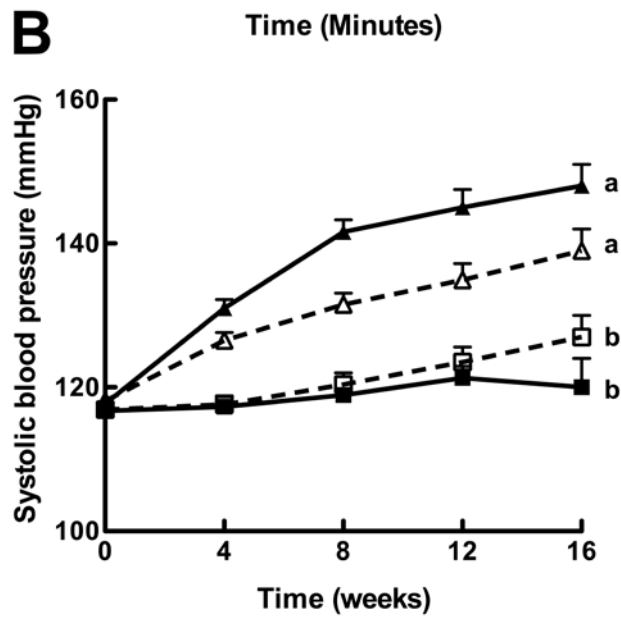 B
Time (Minutes)
Systolic blood pressure (mmHg)
160
140
120
100
a
a
b
b
0 4 8 12 16
Time (weeks)